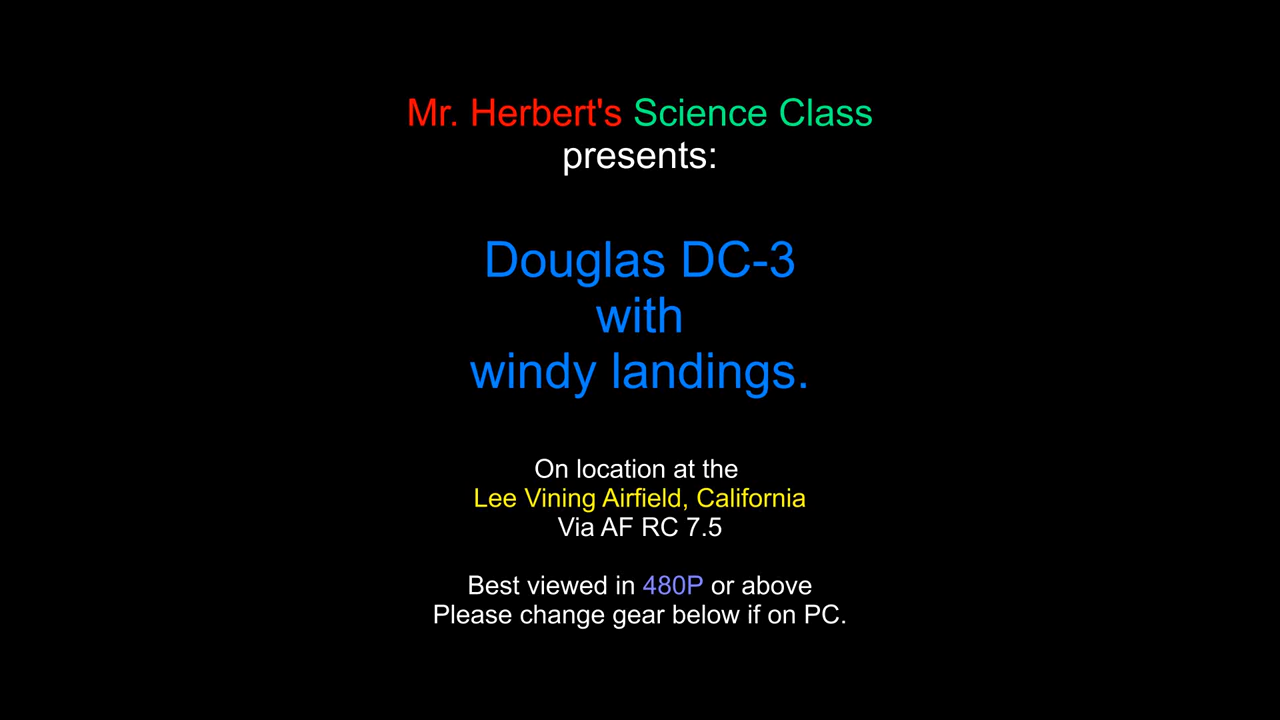 Mr. Herbert's Science Class
presents:
Douglas DC-3
with
windy landings.
On location at the
Lee Vining Airfield, California
Via AF RC 7.5
Best viewed in 480P or above
Please change gear below if on PC.